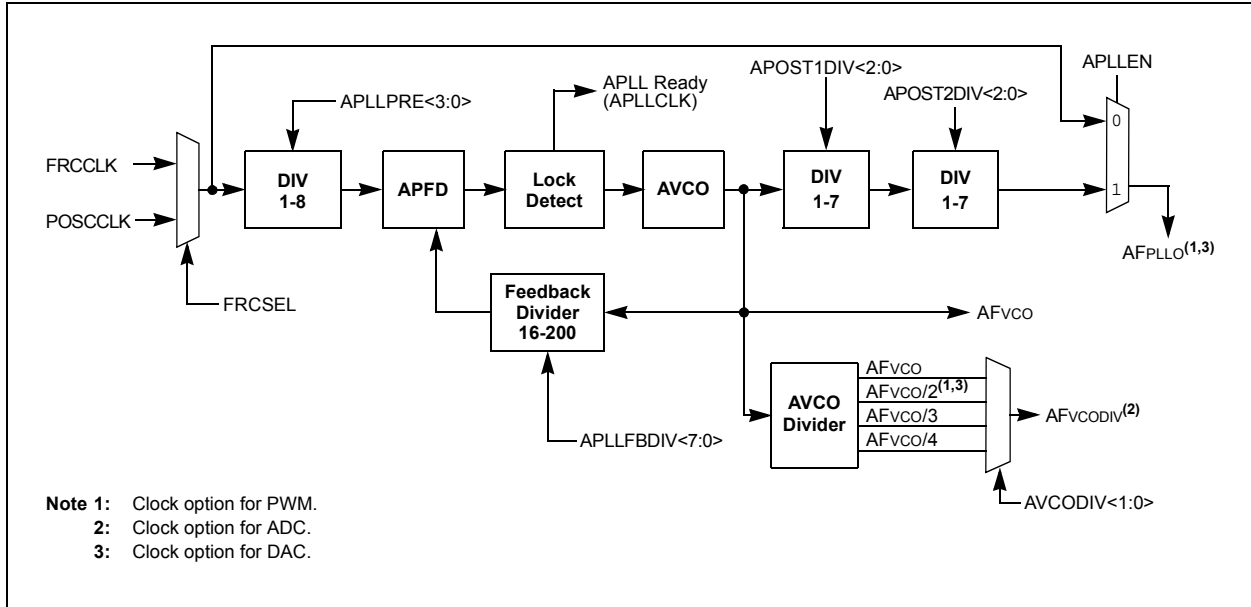 APOST1DIV<2:0>
APLLEN
APLL Ready
(APLLCLK)
APOST2DIV<2:0>
APLLPRE<3:0>
0
FRCCLK
DIV
1-8
APFD
Lock
Detect
AVCO
DIV
1-7
DIV
1-7
1
POSCCLK
AFPLLO(1,3)
FRCSEL
Feedback
Divider
16-200
AFVCO
AVCO
Divider
AFVCO
AFVCO/2(1,3)
AFVCO/3
AFVCO/4
AFVCODIV(2)
APLLFBDIV<7:0>
AVCODIV<1:0>
Note 1: Clock option for PWM.
2: Clock option for ADC.
3: Clock option for DAC.